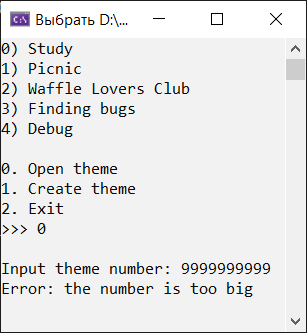 Выбрать D:\...
0) Study
1) Picnic
2) Waffle Lovers Club
3) Finding bugs
4) Debug
0. Open theme
1. Create theme
2. Exit
>>> 0
Input theme number: 9999999999
Error: the number is too big